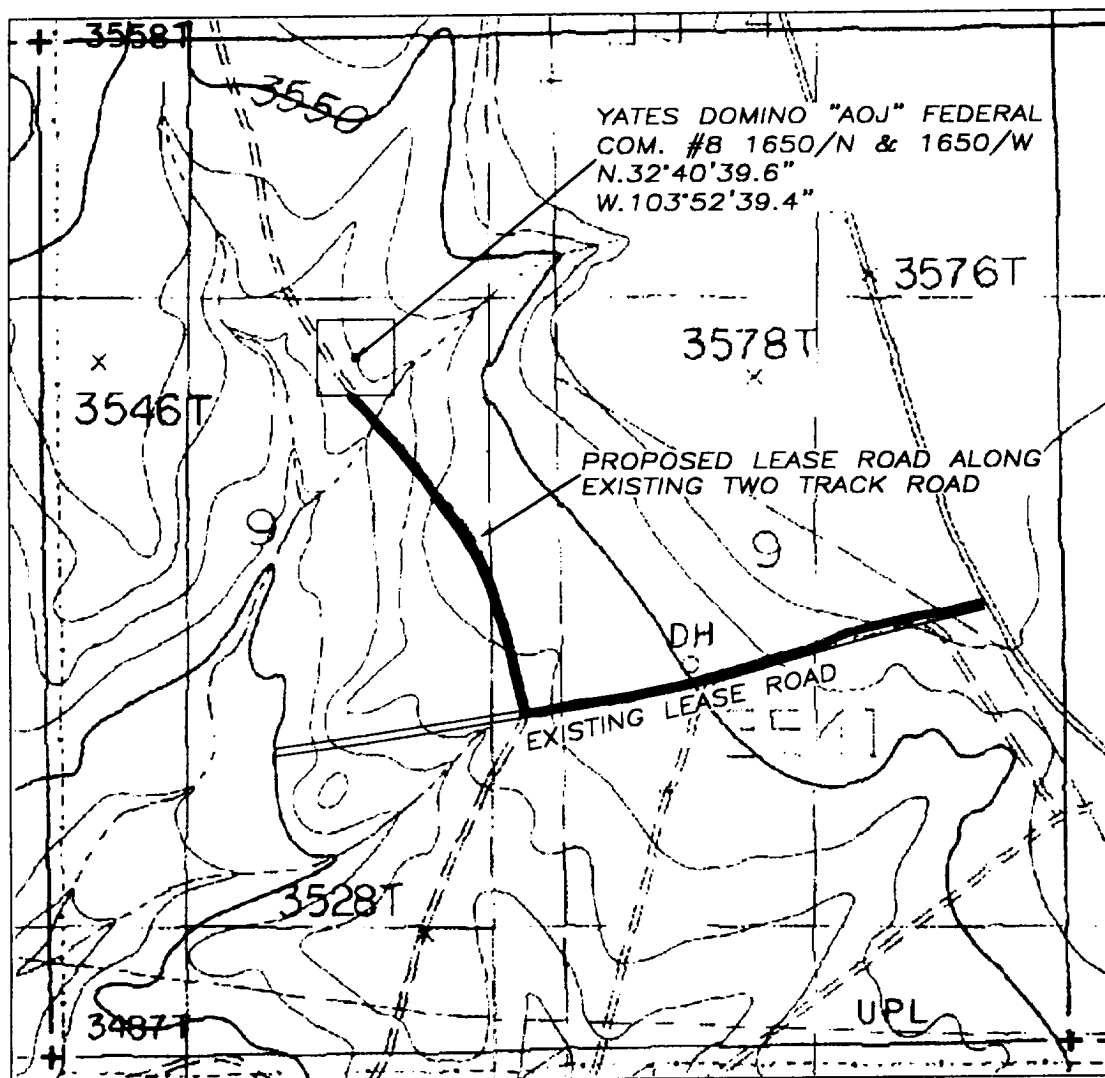 3558T
3550
YATES DOMINO "AOJ" FEDERAL
COM. #8 1650/N & 1650/W
N.32°40'39.6"
W.103°52'39.4"
3576T
3578T
3546T
PROPOSED LEASE ROAD ALONG
EXISTING TWO TRACK ROAD
9
9
DH
EXISTING LEASE ROAD
3528T
3487T
UPL